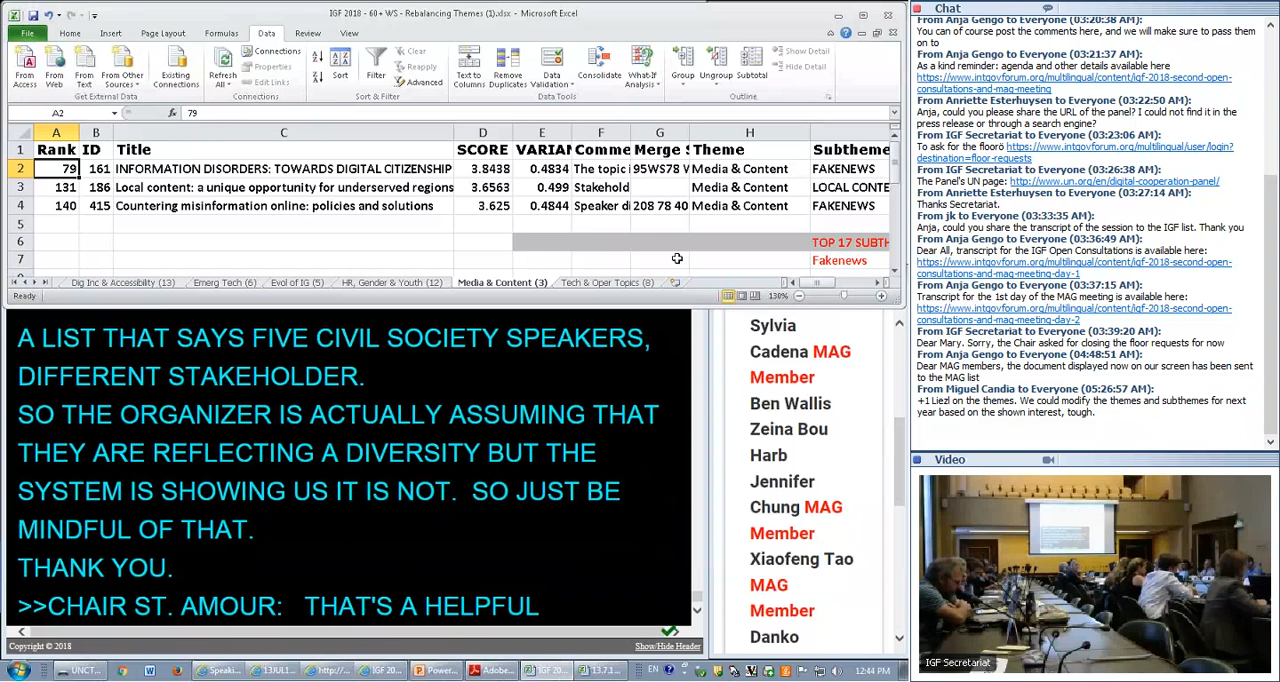 IGF 2018 - 60+ WS - Rebalancing Themes (1).xlsx - Microsoft Excel
File Home Insert Page Layout Formulas Data Review View
From Access
From Web
From Text
From Other Sources
Existing Connections
Refresh All
Connections
Properties
Edit Links
Sort
Filter
Clear
Reapply
Advanced
Text to Columns
Remove Duplicates
Data Validation
Consolidate
What-If Analysis
Group
Ungroup
Subtotal
Show Detail
Hide Detail
Get External Data Connections Sort & Filter Data Tools Outline
A2 fx 79
A B C D E F G H
1 Rank ID Title SCORE VARIAN Comme Merge S Theme Subtheme
2 79 161 INFORMATION DISORDERS: TOWARDS DIGITAL CITIZENSHIP 3.8438 0.4834 The topic i 95WS78 W Media & Content FAKENEWS
3 131 186 Local content: a unique opportunity for underserved regions 3.6563 0.499 Stakehold Media & Content LOCAL CONTE
4 140 415 Countering misinformation online: policies and solutions 3.625 0.4844 Speaker di 208 78 40 Media & Content FAKENEWS
5
6 TOP 17 SUBTH
7 Fakenews
Dig Inc & Accessibility (13) Emerg Tech (6) Evol of IG (5) HR, Gender & Youth (12) Media & Content (3) Tech & Oper Topics (8)
Ready 130%
A LIST THAT SAYS FIVE CIVIL SOCIETY SPEAKERS,
DIFFERENT STAKEHOLDER.
SO THE ORGANIZER IS ACTUALLY ASSUMING THAT
THEY ARE REFLECTING A DIVERSITY BUT THE
SYSTEM IS SHOWING US IT IS NOT. SO JUST BE
MINDFUL OF THAT.
THANK YOU.
>>CHAIR ST. AMOUR: THAT'S A HELPFUL
Copyright © 2018 Show/Hide Header
Sylvia
Cadena MAG
Member
Ben Wallis
Zeina Bou
Harb
Jennifer
Chung MAG
Member
Xiaofeng Tao
MAG
Member
Danko
Chat
From Anja Gengo to Everyone (03:20:38 AM)
You can of course post the comments here, and we will make sure to pass them
on to
From Anja Gengo to Everyone (03:21:37 AM)
As a kind reminder: agenda and other details available here
https://www.intgovforum.org/multilingual/content/igf-2018-second-open-
consultations-and-mag-meeting
From Anriette Esterhuysen to Everyone (03:22:50 AM):
Anja, could you please share the URL of the panel? I could not find it in the
press release or through a search engine?
From IGF Secretariat to Everyone (03:23:06 AM)
To ask for the floorö https://www.intgovforum.org/multilingual/user/login?
destination=floor-requests
From IGF Secretariat to Everyone (03:26:38 AM)
The Panel's UN page: http://www.un.org/en/digital-cooperation-panel/
From Anriette Esterhuysen to Everyone (03:27:14 AM)
Thanks Secretariat.
From jk to Everyone (03:33:35 AM)
Anja, could you share the transcript of the session to the IGF list. Thank you
From Anja Gengo to Everyone (03:36:49 AM)
Dear All, transcript for the IGF Open Consultations is available here:
https://www.intgovforum.org/multilingual/content/igf-2018-second-open-
consultations-and-mag-meeting-day-1
From Anja Gengo to Everyone (03:37:15 AM)
Transcript for the 1st day of the MAG meeting is available here:
https://www.intgovforum.org/multilingual/content/igf-2018-second-open-
consultations-and-mag-meeting-day-2
From IGF Secretariat to Everyone (03:39:20 AM)
Dear Mary. Sorry, the Chair asked for closing the floor requests for now
From Anja Gengo to Everyone (04:48:51 AM)
Dear MAG members, the document displayed now on our screen has been sent
to the MAG list
From Miguel Candia to Everyone (05:26:57 AM):
+1 Liezl on the themes. We could modify the themes and subthemes for next
year based on the shown interest, tough.
Video
IGF Secretariat
UNCT... Speaki... 13JUL1... http://... IGF 20... Power... Adobe... IGF 20... 13.7.1... EN 12:44 PM